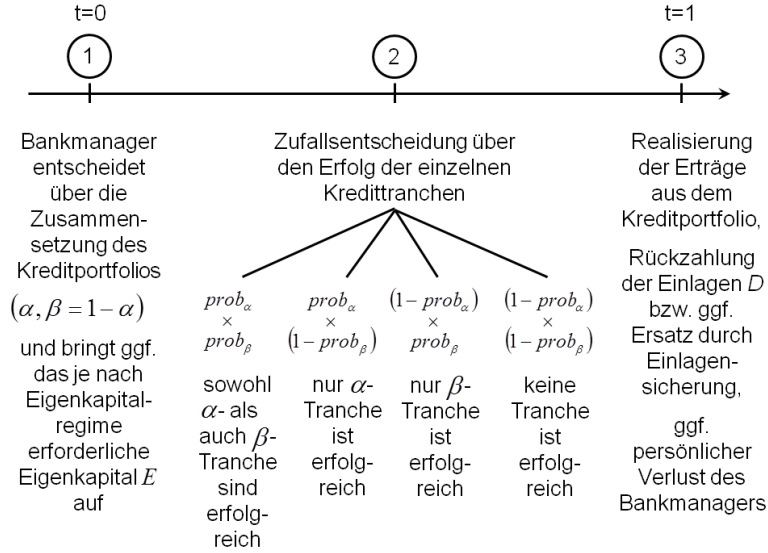 t=0
t=1
1
2
3
Bankmanager
entscheidet
über die
Zusammen-
setzung des
Kreditportfolios
(α, β = 1 − α)
und bringt ggf.
das je nach
Eigenkapital-
regime
erforderliche
Eigenkapital E
auf
Zufallsentscheidung über
den Erfolg der einzelnen
Kredittranchen
prob_α
×
prob_β
sowohl
α- als
auch β-
Tranche
sind
erfolg-
reich
prob_α
×
(1 − prob_β)
nur α-
Tranche
ist
erfolg-
reich
(1 − prob_α)
×
prob_β
nur β-
Tranche
ist
erfolg-
reich
(1 − prob_α)
×
(1 − prob_β)
keine
Tranche
ist
erfolg-
reich
Realisierung
der Erträge
aus dem
Kreditportfolio,
Rückzahlung
der Einlagen D
bzw. ggf.
Ersatz durch
Einlagen-
sicherung,
ggf.
persönlicher
Verlust des
Bankmanagers